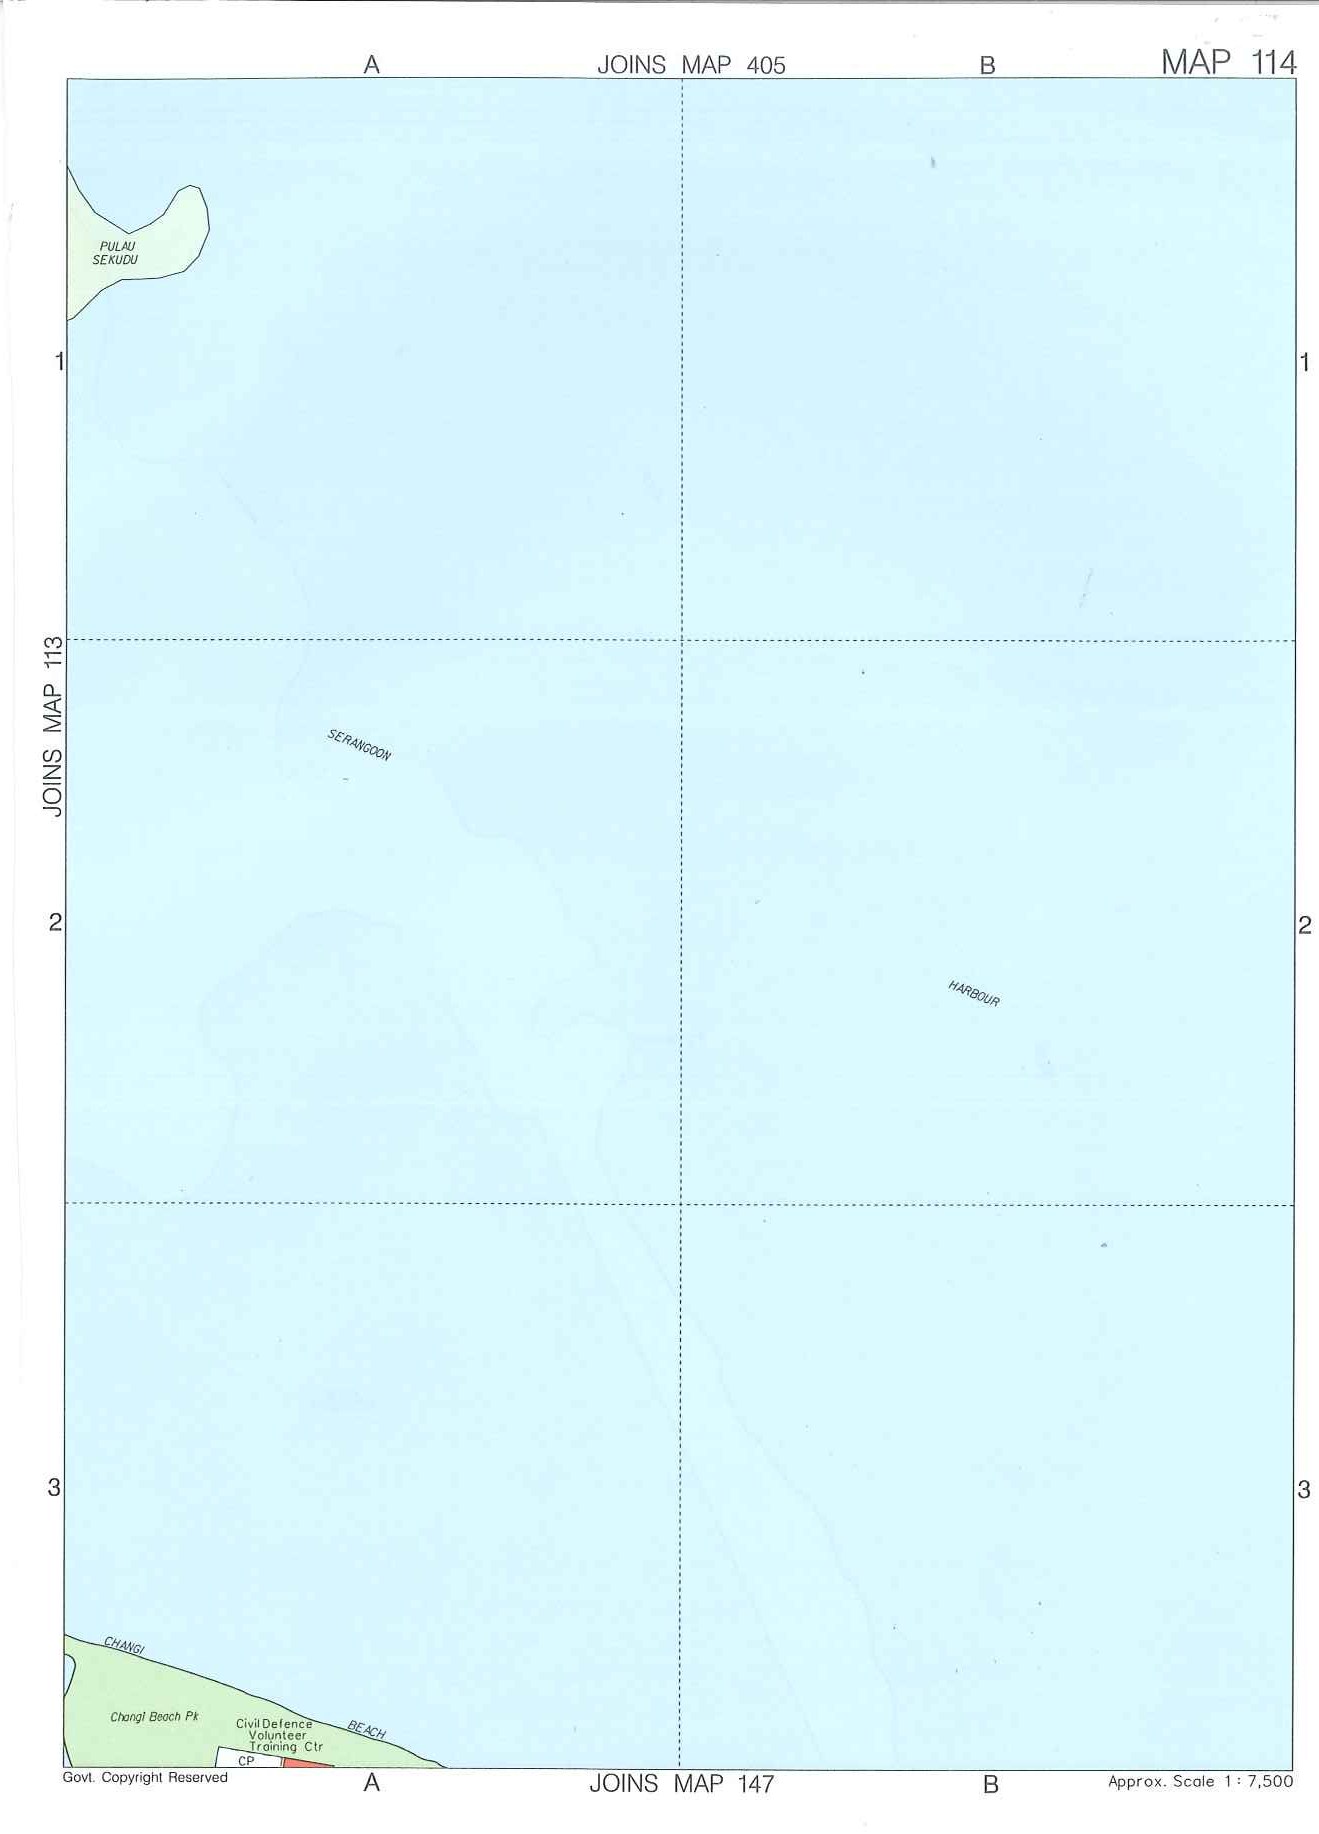 A JOINS MAP 405 B MAP 114
PULAU
SEKUDU
1 1
JOINS MAP 113
SERANGOON
2 2
HARBOUR
3 3
CHANGI
Changi Beach Pk
BEACH
Civil Defence
Volunteer
Training Ctr
CP
Govt. Copyright Reserved A JOINS MAP 147 B Approx. Scale 1 : 7,500